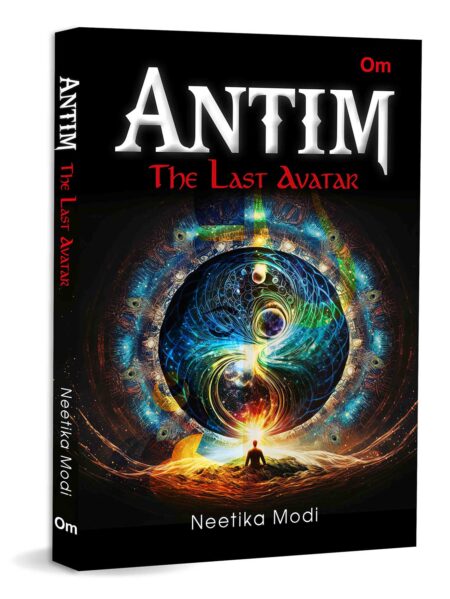 Om
ANTIM
THE LAST AVATAR
Neetika Modi
ANTIM THE LAST AVATAR
Neetika Modi
Om